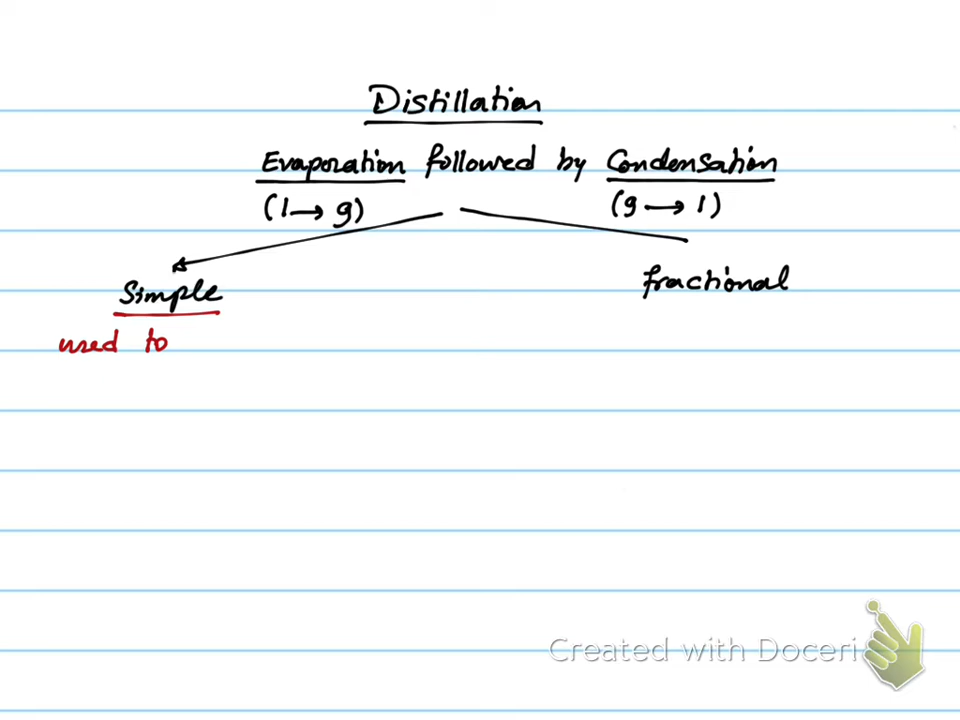 Distillation
Evaporation followed by Condensation
(l → g) (g → l)
Simple fractional
used to
Created with Doceri